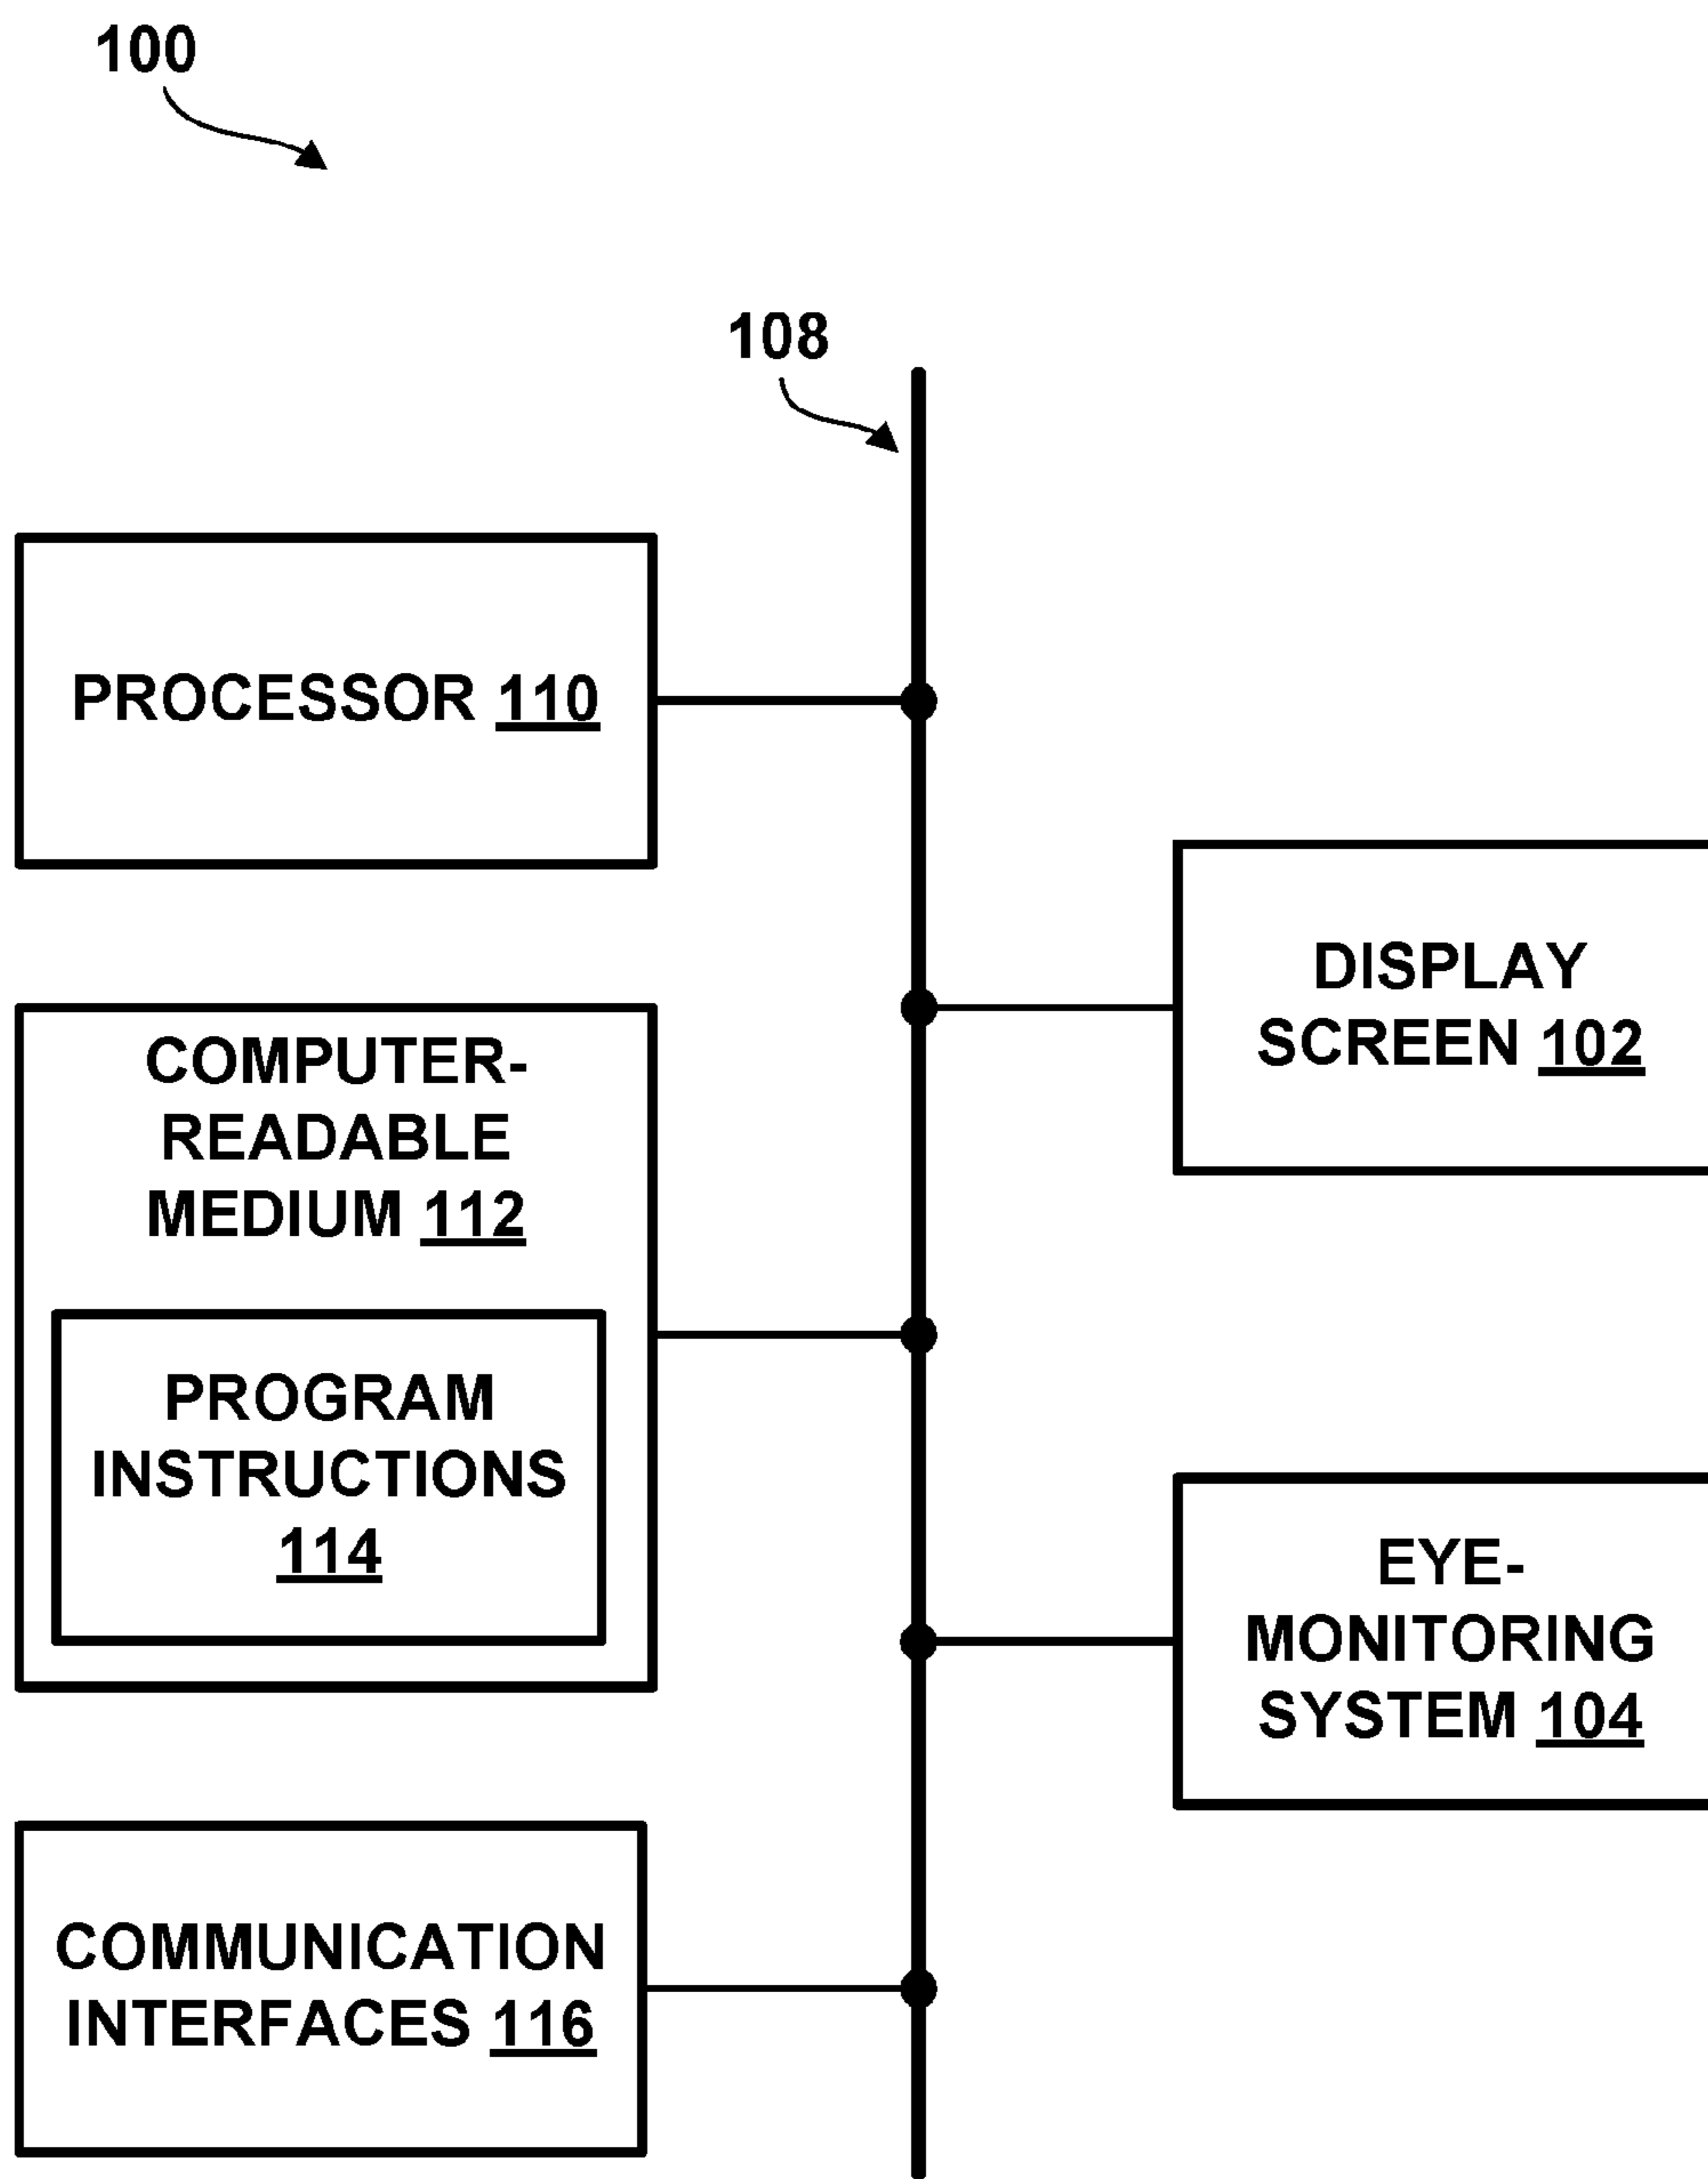 100
108
PROCESSOR 110
DISPLAY
SCREEN 102
COMPUTER-
READABLE
MEDIUM 112
PROGRAM
INSTRUCTIONS
114
EYE-
MONITORING
SYSTEM 104
COMMUNICATION
INTERFACES 116